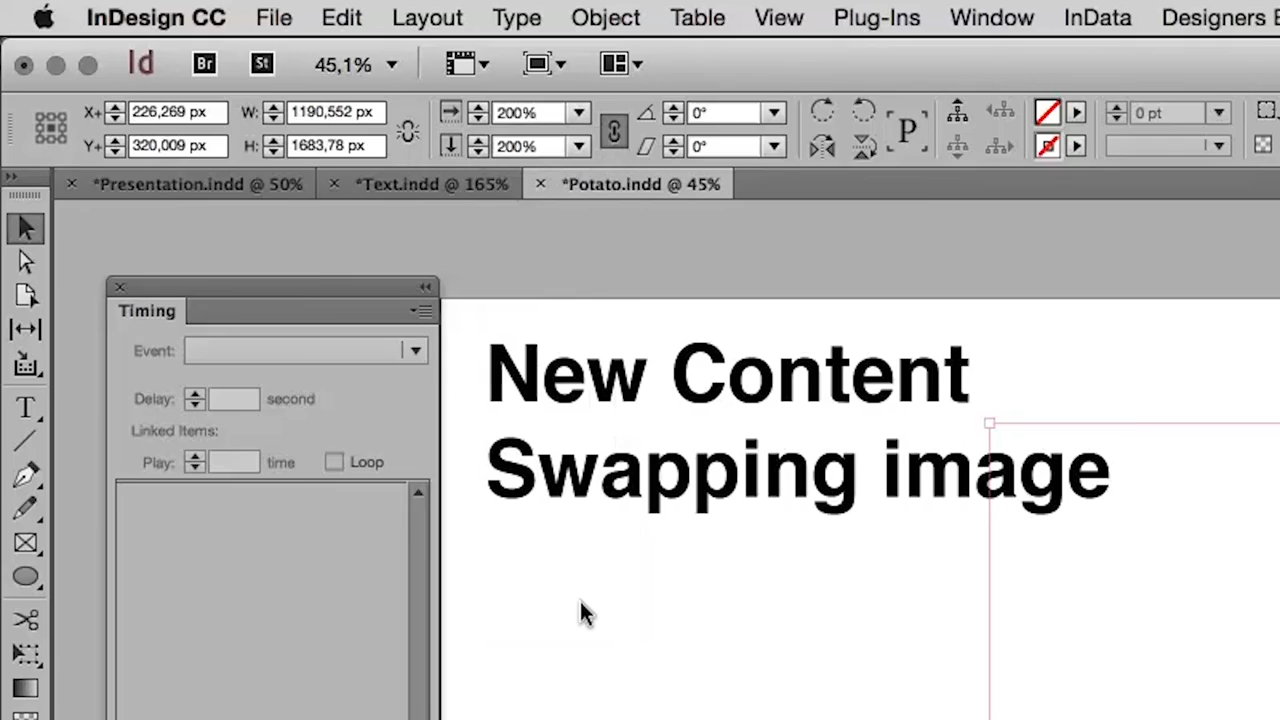 InDesign CC File Edit Layout Type Object Table View Plug-Ins Window InData Designers
Id Br St 45,1%
X+ 226,269 px W: 1190,552 px 200% 0° 0 pt
Y+ 320,009 px H: 1683,78 px 200% 0°
P
*Presentation.indd @ 50% *Text.indd @ 165% *Potato.indd @ 45%
Timing
Event:
Delay: second
Linked Items:
Play: time Loop
T
New Content
Swapping image